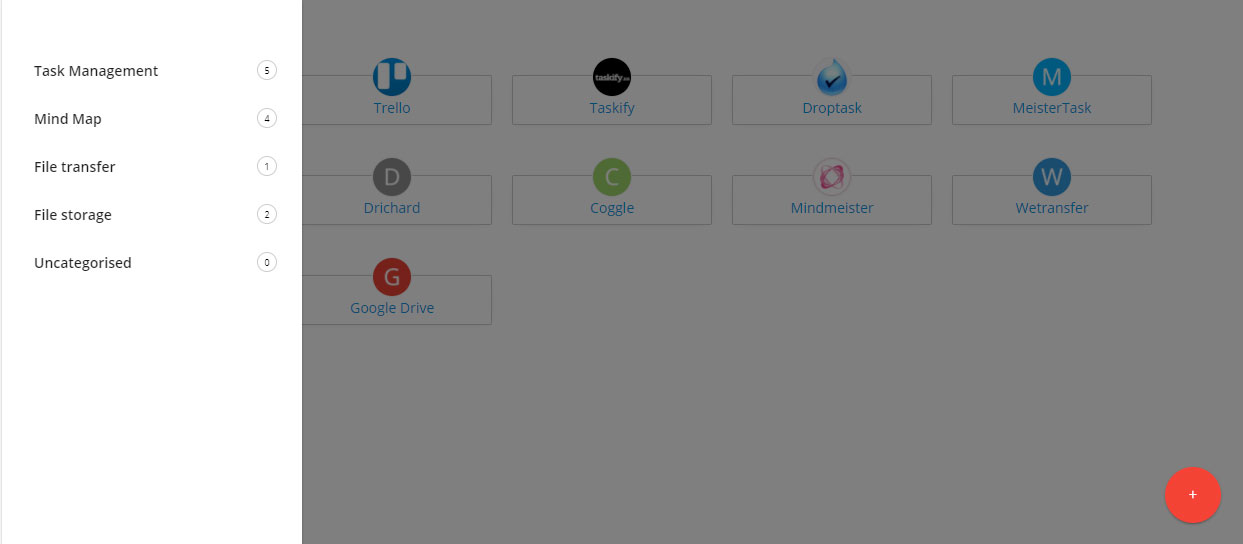 Task Management 5
Mind Map 4
File transfer 1
File storage 2
Uncategorised 0
taskify.us
Trello Taskify Droptask M MeisterTask
D C W
Drichard Coggle Mindmeister Wetransfer
G
Google Drive
+